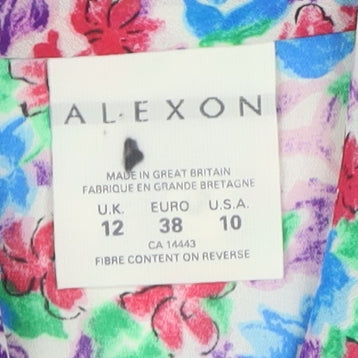 ALEXON
MADE IN GREAT BRITAIN
FABRIQUE EN GRANDE BRETAGNE
U.K. EURO U.S.A.
12 38 10
CA 14443
FIBRE CONTENT ON REVERSE